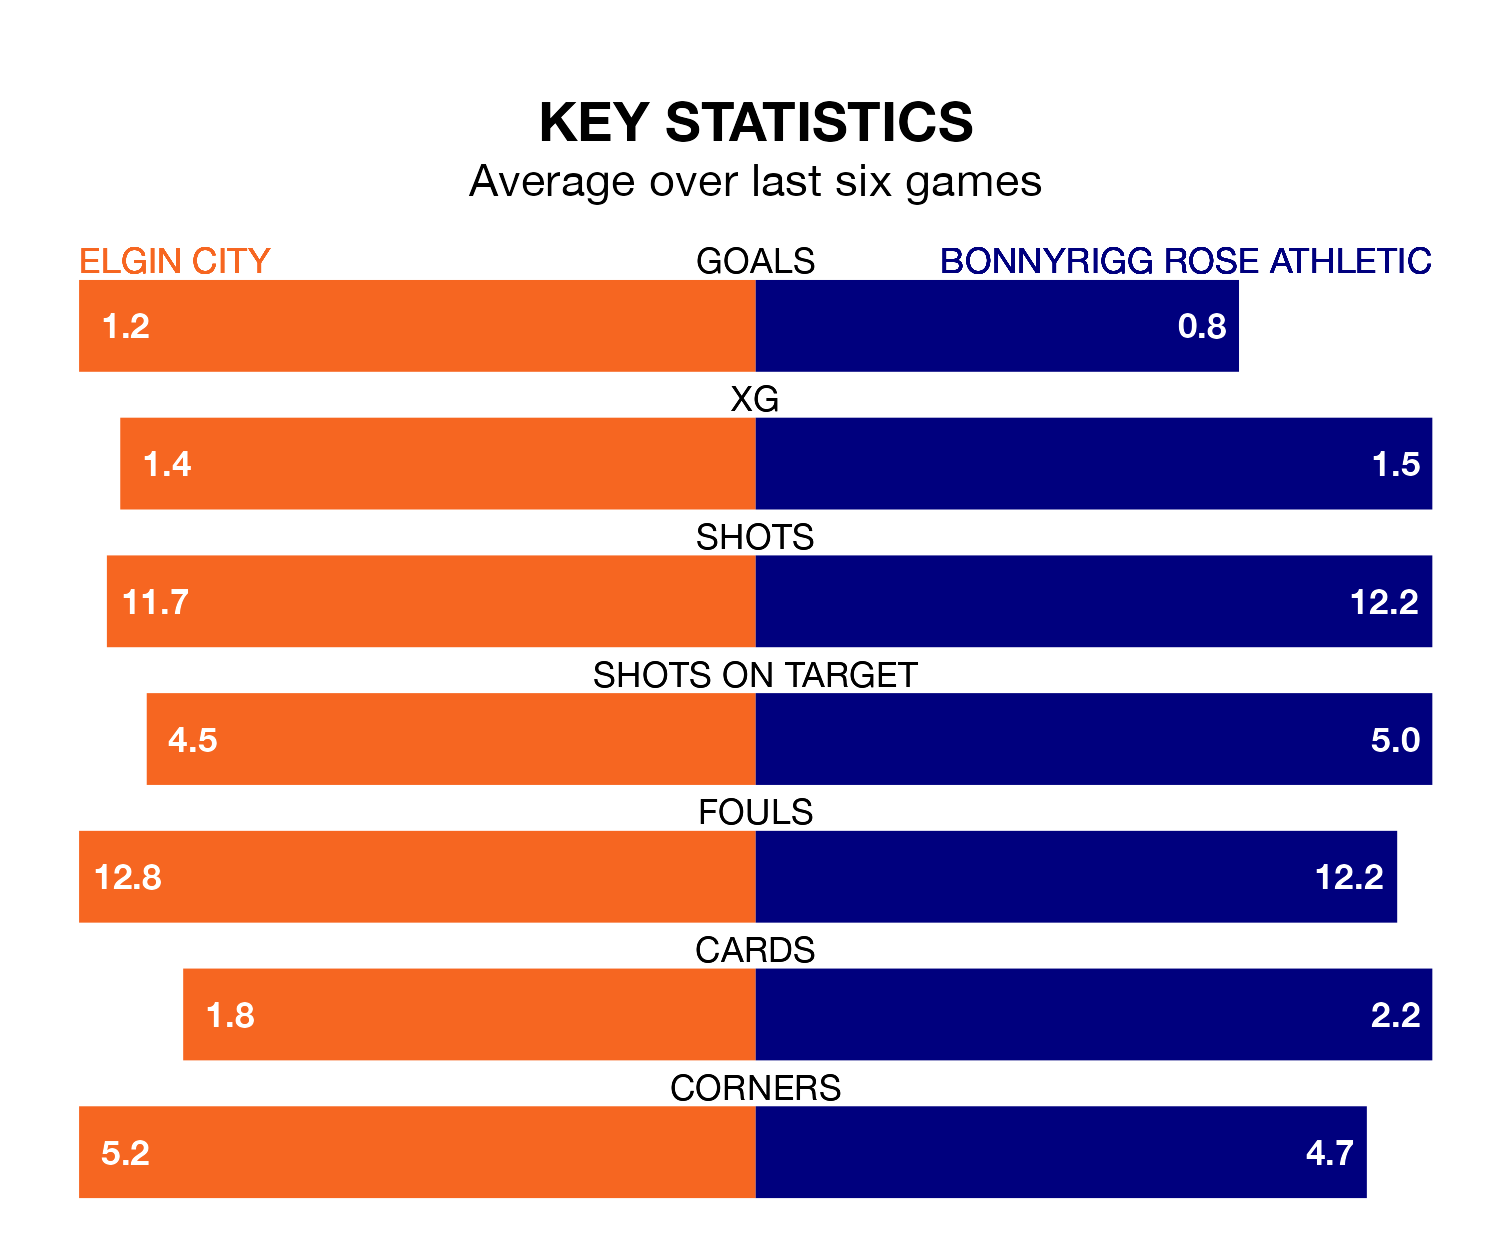 KEY STATISTICS
Average over last six games
ELGIN CITY GOALS BONNYRIGG ROSE ATHLETIC
1.2 0.8
XG
1.4 1.5
SHOTS
11.7 12.2
SHOTS ON TARGET
4.5 5.0
FOULS
12.8 12.2
CARDS
1.8 2.2
CORNERS
5.2 4.7